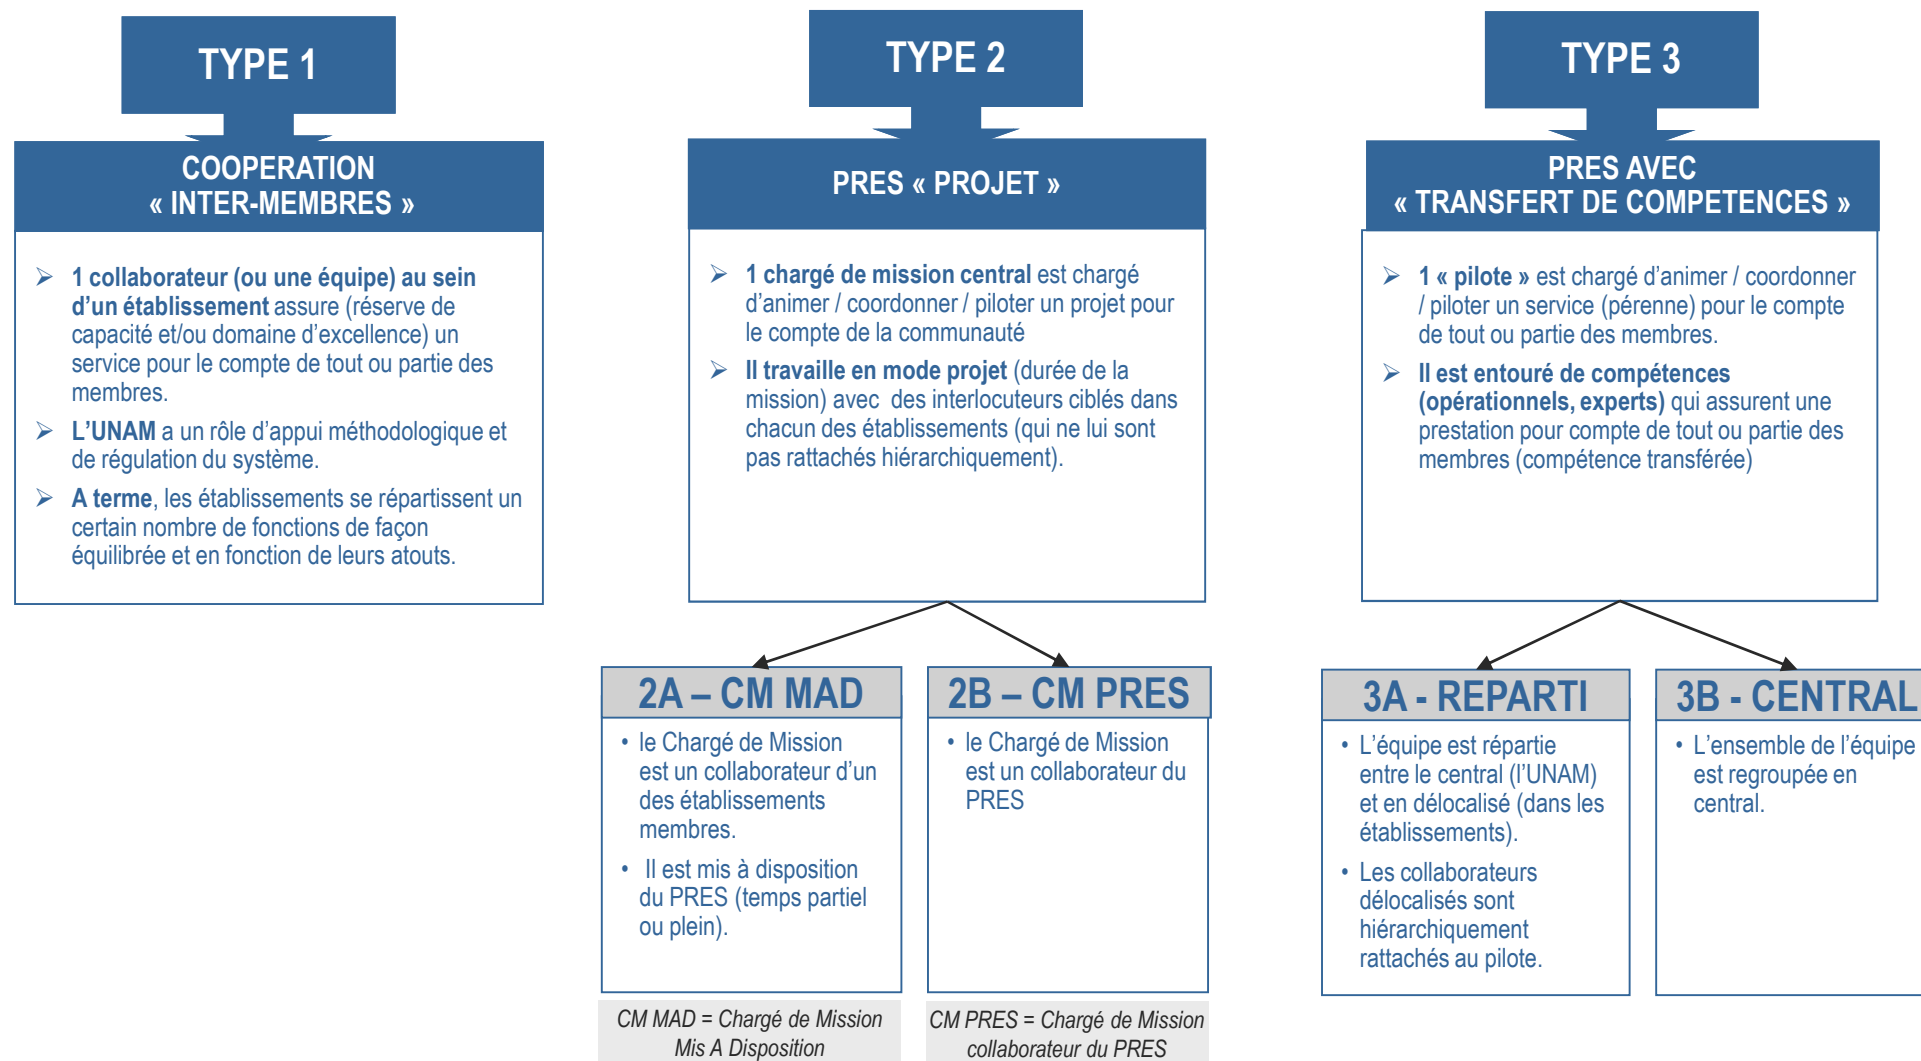 TYPE 1
COOPERATION
« INTER-MEMBRES »
➢ 1 collaborateur (ou une équipe) au sein
d'un établissement assure (réserve de
capacité et/ou domaine d'excellence) un
service pour le compte de tout ou partie des
membres.
➢ L'UNAM a un rôle d'appui méthodologique et
de régulation du système.
➢ A terme, les établissements se répartissent un
certain nombre de fonctions de façon
équilibrée et en fonction de leurs atouts.
TYPE 2
PRES « PROJET »
➢ 1 chargé de mission central est chargé
d'animer / coordonner / piloter un projet pour
le compte de la communauté
➢ Il travaille en mode projet (durée de la
mission) avec des interlocuteurs ciblés dans
chacun des établissements (qui ne lui sont
pas rattachés hiérarchiquement).
2A – CM MAD
• le Chargé de Mission
est un collaborateur d'un
des établissements
membres.
• Il est mis à disposition
du PRES (temps partiel
ou plein).
CM MAD = Chargé de Mission
Mis A Disposition
2B – CM PRES
• le Chargé de Mission
est un collaborateur du
PRES
CM PRES = Chargé de Mission
collaborateur du PRES
TYPE 3
PRES AVEC
« TRANSFERT DE COMPETENCES »
➢ 1 « pilote » est chargé d'animer / coordonner
/ piloter un service (pérenne) pour le compte
de tout ou partie des membres.
➢ Il est entouré de compétences
(opérationnels, experts) qui assurent une
prestation pour compte de tout ou partie des
membres (compétence transférée)
3A - REPARTI
• L'équipe est répartie
entre le central (l'UNAM)
et en délocalisé (dans les
établissements).
• Les collaborateurs
délocalisés sont
hiérarchiquement
rattachés au pilote.
3B - CENTRAL
• L'ensemble de l'équipe
est regroupée en
central.